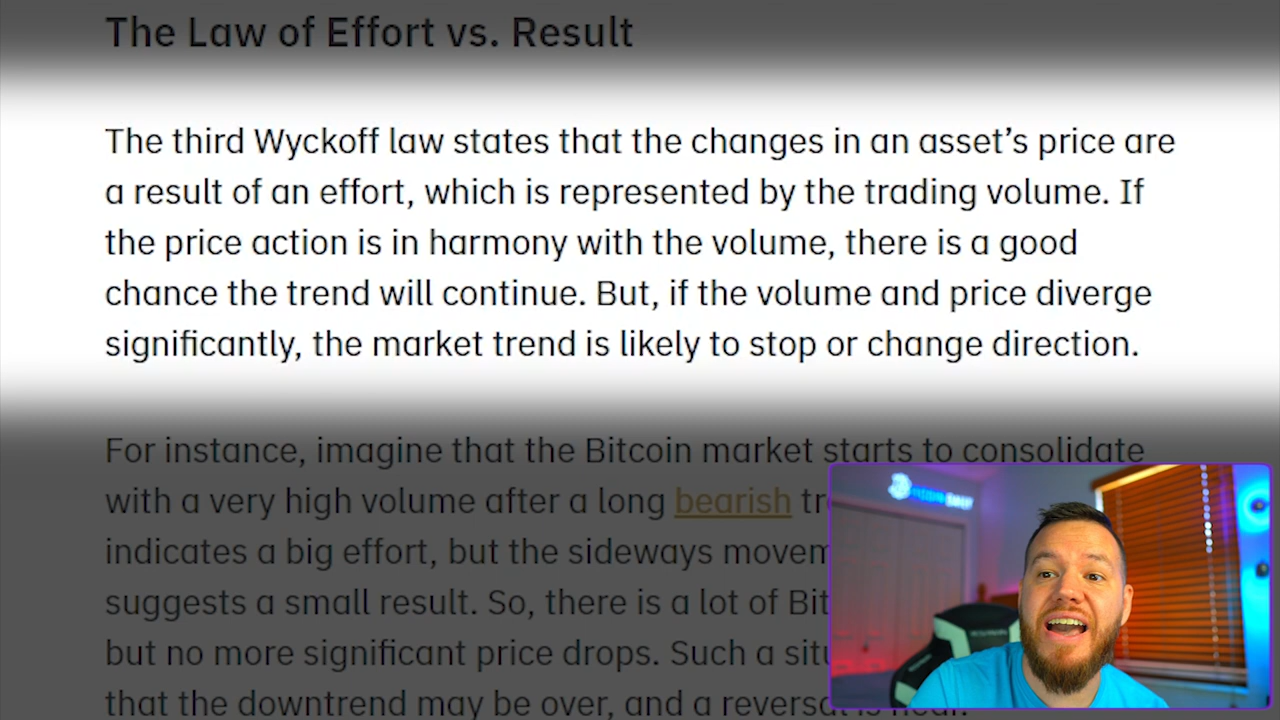 The Law of Effort vs. Result
The third Wyckoff law states that the changes in an asset’s price are
a result of an effort, which is represented by the trading volume. If
the price action is in harmony with the volume, there is a good
chance the trend will continue. But, if the volume and price diverge
significantly, the market trend is likely to stop or change direction.
For instance, imagine that the Bitcoin market starts to consolidate
with a very high volume after a long bearish
indicates a big effort, but the sideways
suggests a small result. So, there is a lot of
but no more significant price drops. Such a
that the downtrend may be over, and a